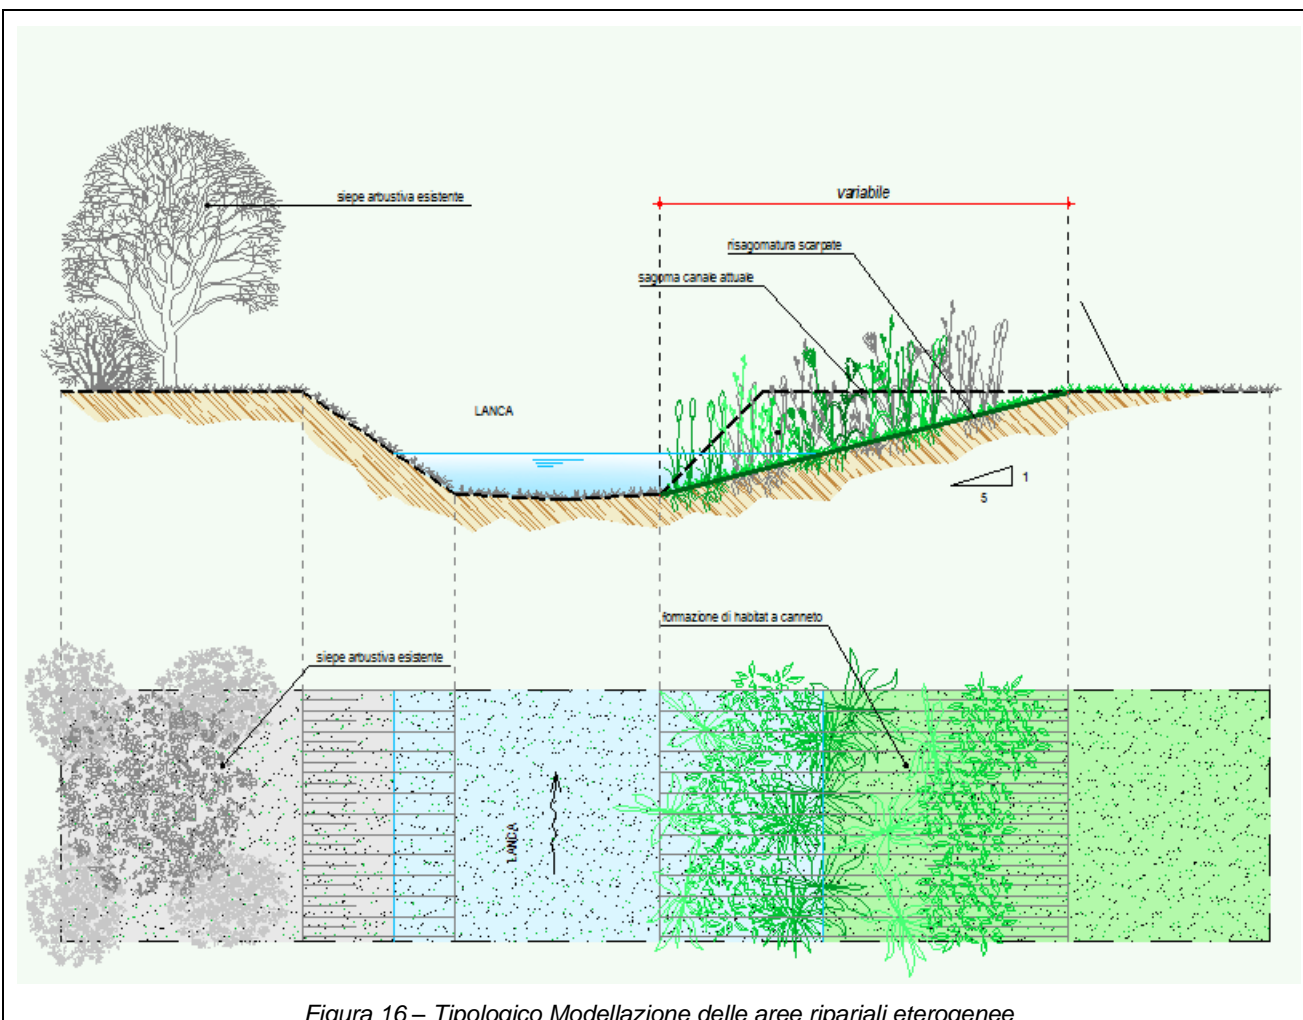 siepe arbustiva esistente
variabile
risagomatura scarpate
sagoma canale attuale
LANCA
1
5
formazione di habitat a canneto
siepe arbustiva esistente
LANCA
Figura 16 – Tipologico Modellazione delle aree ripariali eterogenee